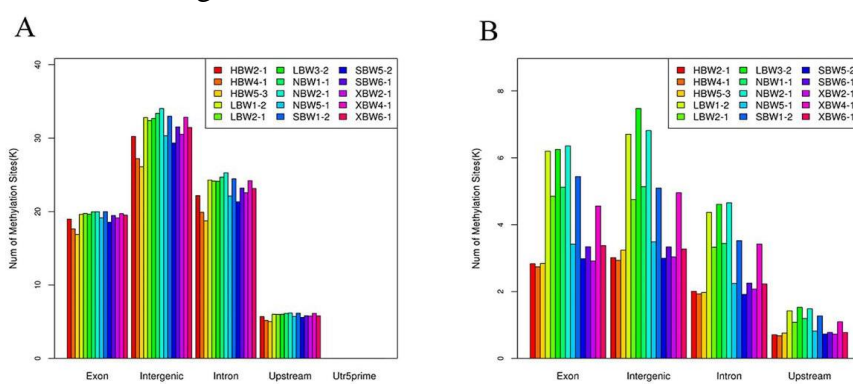 A
Num of Methylation Sites(K)
40
30
20
10
0
HBW2-1 LBW3-2 SBW5-2
HBW4-1 NBW1-1 SBW6-1
HBW5-3 NBW2-1 XBW2-1
LBW1-2 NBW5-1 XBW4-1
LBW2-1 SBW1-2 XBW6-1
Exon Intergenic Intron Upstream Utr5prime
B
Num of Methylation Sites(K)
8
6
4
2
0
HBW2-1 LBW3-2 SBW5-2
HBW4-1 NBW1-1 SBW6-1
HBW5-3 NBW2-1 XBW2-1
LBW1-2 NBW5-1 XBW4-1
LBW2-1 SBW1-2 XBW6-1
Exon Intergenic Intron Upstream